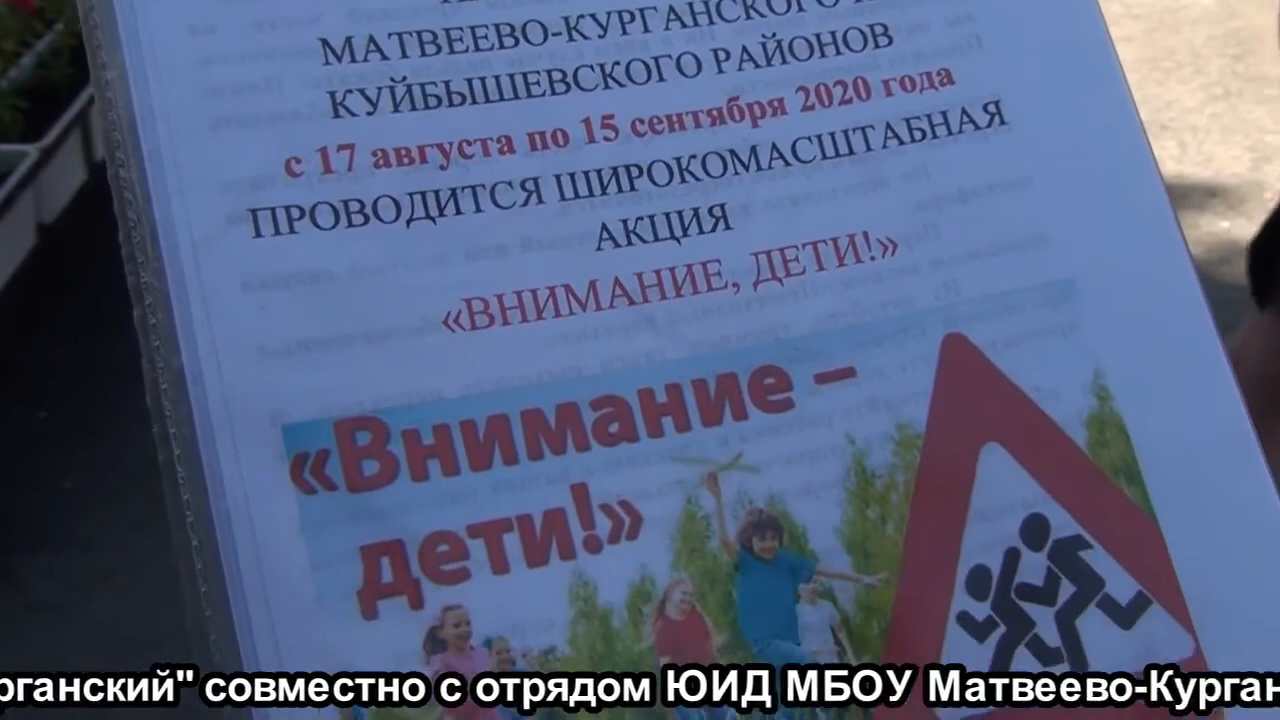 МАТВЕЕВО-КУРГАНСКОГО
КУЙБЫШЕВСКОГО РАЙОНОВ
с 17 августа по 15 сентября 2020 года
ПРОВОДИТСЯ ШИРОКОМАСШТАБНАЯ
АКЦИЯ
«ВНИМАНИЕ, ДЕТИ!»
«Внимание –
дети!»
рганский" совместно с отрядом ЮИД МБОУ Матвеево-Курган